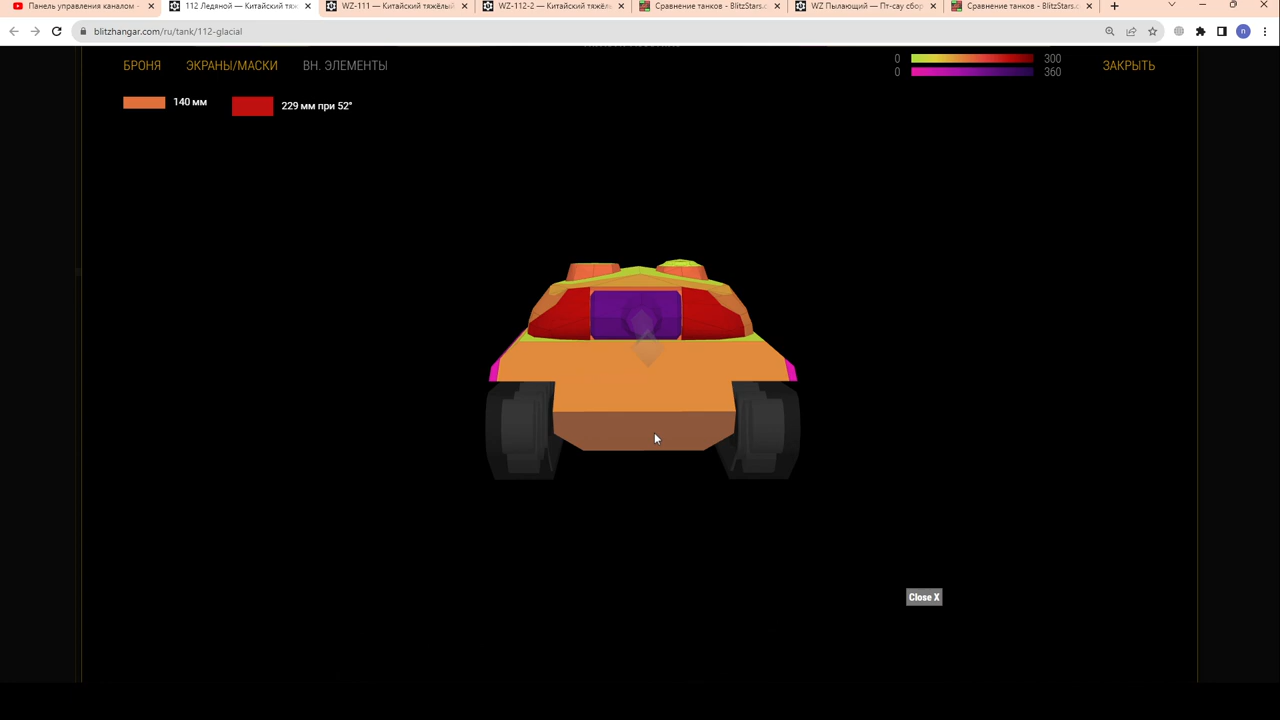 Панель управления каналом -
112 Ледяной — Китайский тяж
WZ-111 — Китайский тяжёлый
WZ-112-2 — Китайский тяжёл
Сравнение танков - BlitzStars.c
WZ Пылающий — Пт-сау сбор
Сравнение танков - BlitzStars.c
blitzhangar.com/ru/tank/112-glacial
п
БРОНЯ
ЭКРАНЫ/МАСКИ
ВН. ЭЛЕМЕНТЫ
0 300
0 360
ЗАКРЫТЬ
140 мм
229 мм при 52°
Close X